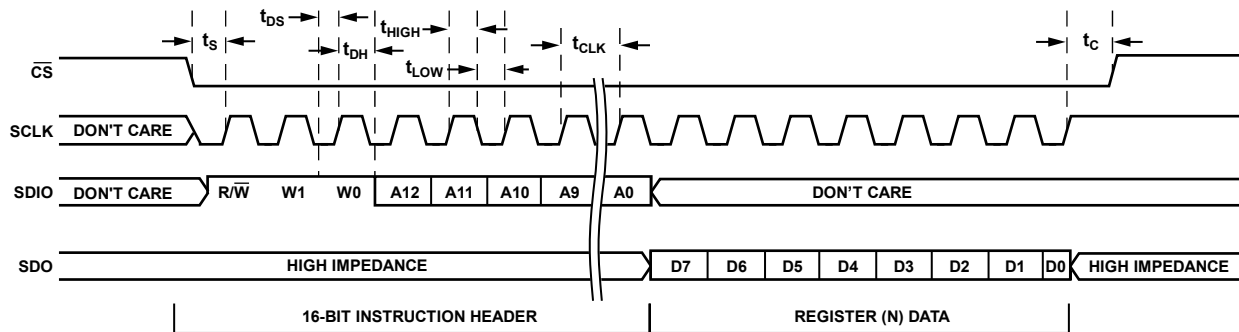 tDS
tHIGH
tS
tDH
tCLK
tC
tLOW
CS
SCLK
DON'T CARE
SDIO
DON'T CARE
R/W W1 W0 A12 A11 A10 A9 A0
DON'T CARE
SDO
HIGH IMPEDANCE
D7 D6 D5 D4 D3 D2 D1 D0
HIGH IMPEDANCE
16-BIT INSTRUCTION HEADER
REGISTER (N) DATA